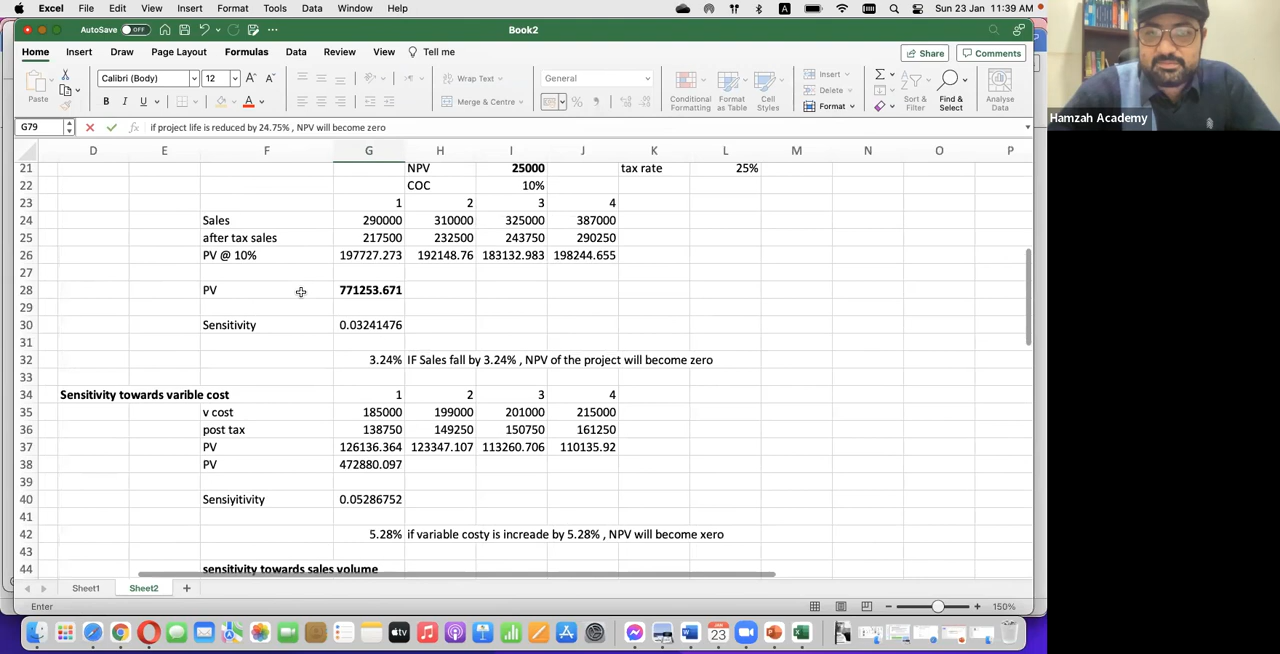 Excel File Edit View Insert Format Tools Data Window Help A Sun 23 Jan 11:39 AM
AutoSave OFF Book2
Home Insert Draw Page Layout Formulas Data Review View Tell me Share Comments
Paste Calibri (Body) 12 A A Wrap Text General Conditional Formatting Format as Table Cell Styles Insert Delete Format Sort & Filter Find & Select Analyse Data
B I U A Merge & Centre % 9
G79 fx if project life is reduced by 24.75% , NPV will become zero
D E F G H I J K L M N O P
21 NPV 25000 tax rate 25%
22 COC 10%
23 1 2 3 4
24 Sales 290000 310000 325000 387000
25 after tax sales 217500 232500 243750 290250
26 PV @ 10% 197727.273 192148.76 183132.983 198244.655
27
28 PV 771253.671
29
30 Sensitivity 0.03241476
31
32 3.24% IF Sales fall by 3.24% , NPV of the project will become zero
33
34 Sensitivity towards varible cost 1 2 3 4
35 v cost 185000 199000 201000 215000
36 post tax 138750 149250 150750 161250
37 PV 126136.364 123347.107 113260.706 110135.92
38 PV 472880.097
39
40 Sensiyitivity 0.05286752
41
42 5.28% if variable costy is increade by 5.28% , NPV will become xero
43
44 sensitivity towards sales volume
Sheet1 Sheet2 +
Enter 150%
tv 23
Hamzah Academy